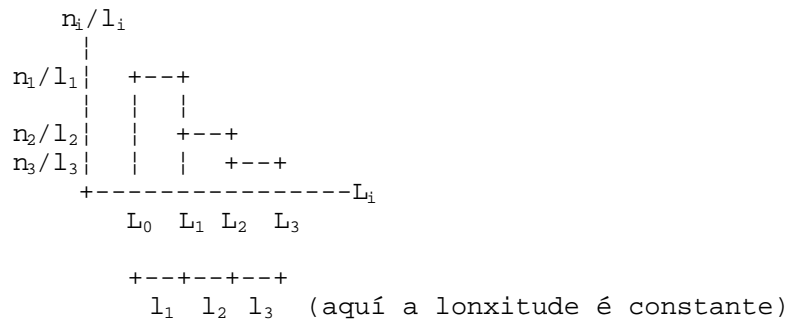 nᵢ/lᵢ
¦
n₁/l₁¦ +--+
¦ ¦ ¦
n₂/l₂¦ ¦ +--+
n₃/l₃¦ ¦ ¦ +--+
+----------------Lᵢ
L₀ L₁ L₂ L₃
+--+--+--+
l₁ l₂ l₃ (aquí a lonxitude é constante)